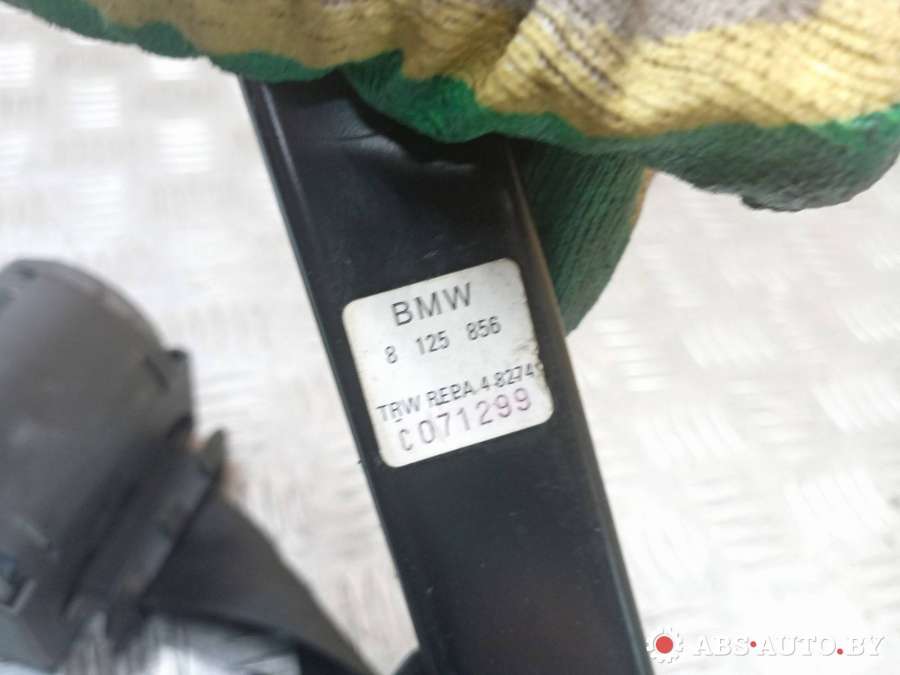 BMW
8 125 856
TRW REPA 4 8274
C071299
ABS-AUTO.BY